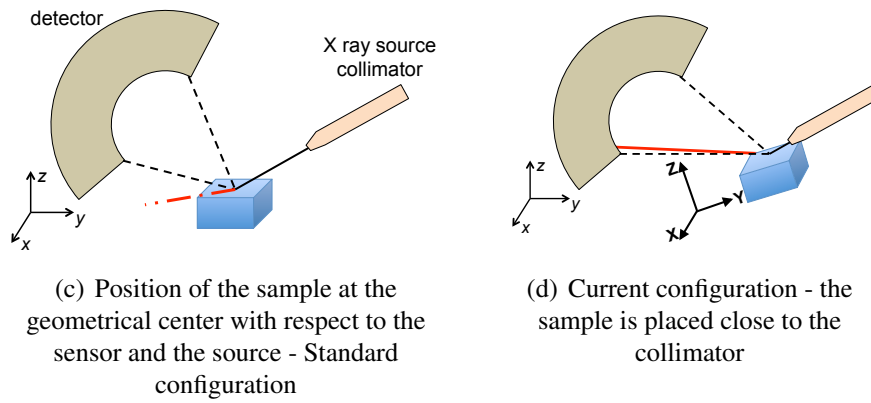 detector
X ray source
collimator
z
y
x
(c) Position of the sample at the
geometrical center with respect to the
sensor and the source - Standard
configuration
z
y
x
Z
Y
X
(d) Current configuration - the
sample is placed close to the
collimator